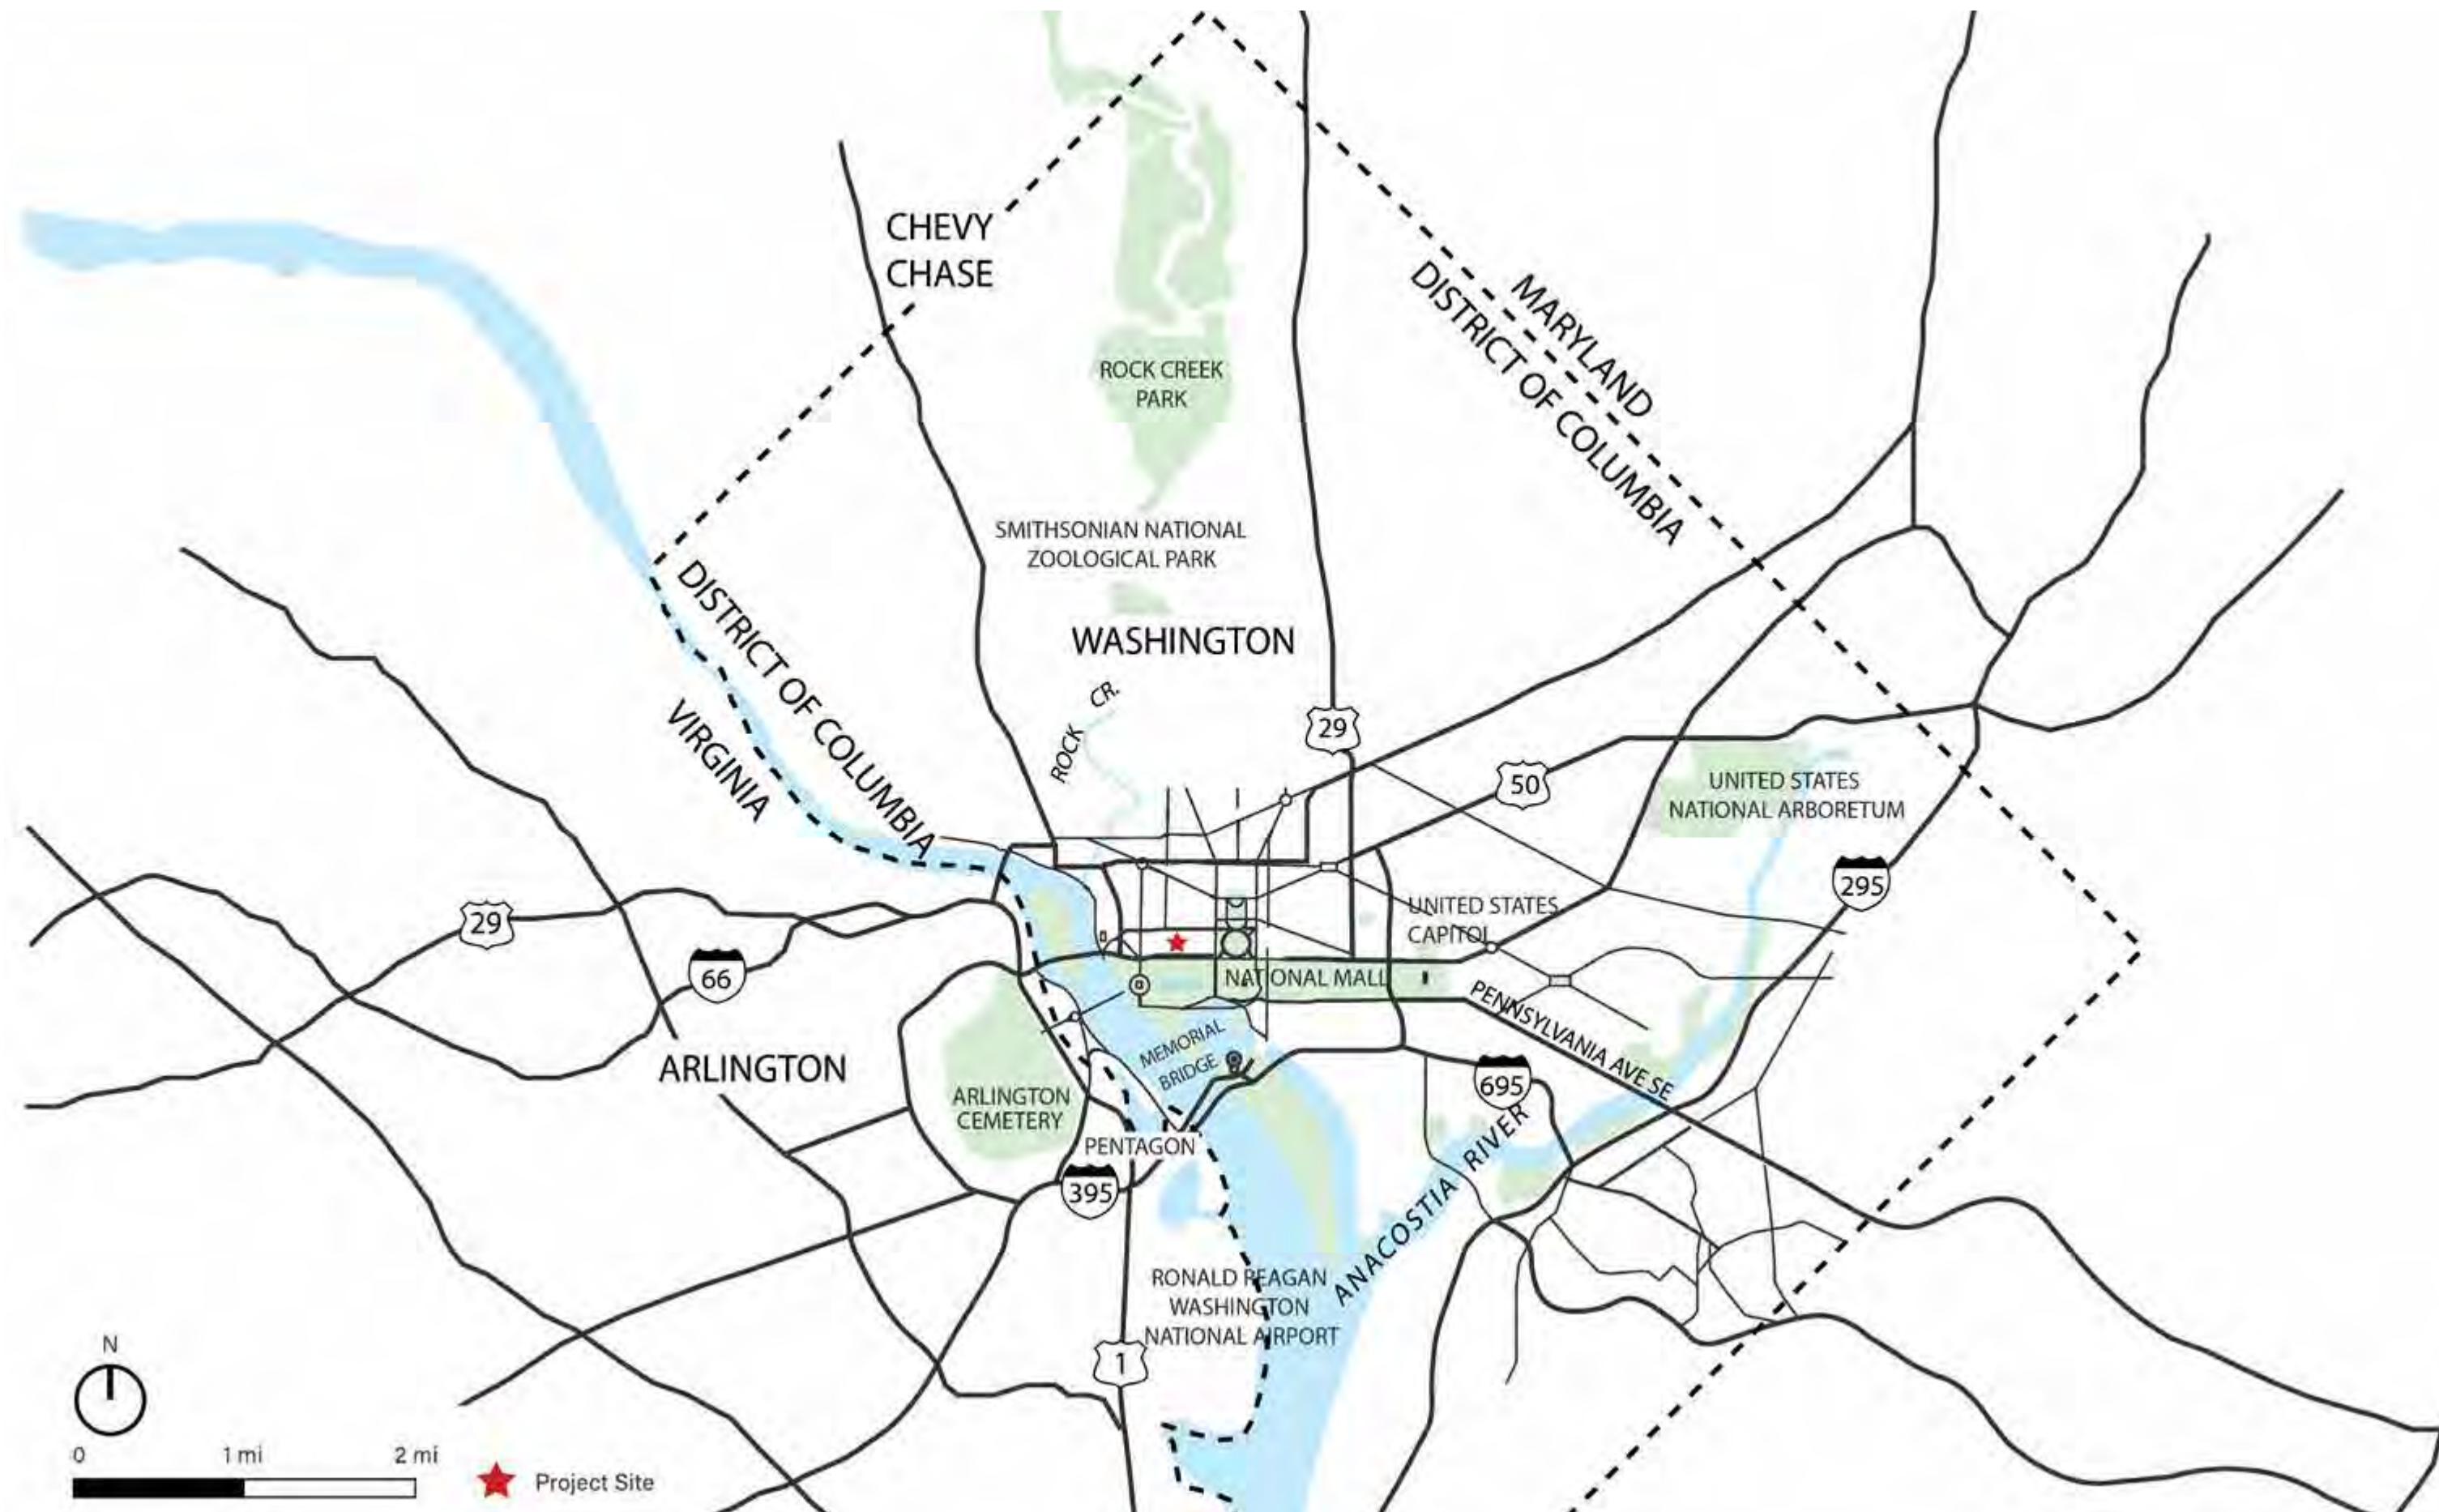 CHEVY
CHASE
MARYLAND
DISTRICT OF COLUMBIA
ROCK CREEK
PARK
SMITHSONIAN NATIONAL
ZOOLOGICAL PARK
WASHINGTON
DISTRICT OF COLUMBIA
VIRGINIA
ROCK CR.
29
50
UNITED STATES
NATIONAL ARBORETUM
295
29
66
UNITED STATES
CAPITOL
NATIONAL MALL
PENNSYLVANIA AVE SE
MEMORIAL
BRIDGE
ARLINGTON
ARLINGTON
CEMETERY
695
PENTAGON
395
ANACOSTIA RIVER
RONALD REAGAN
WASHINGTON
NATIONAL AIRPORT
1
N
0 1 mi 2 mi
Project Site